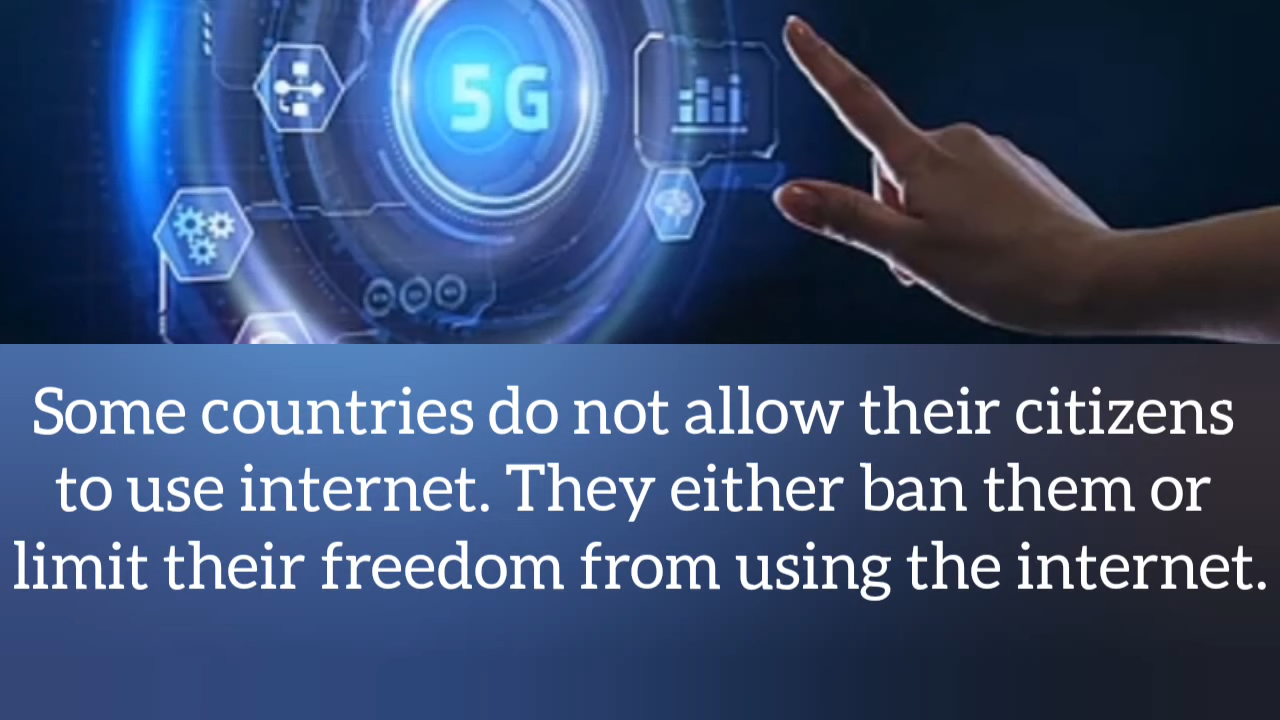 5G
Some countries do not allow their citizens
to use internet. They either ban them or
limit their freedom from using the internet.